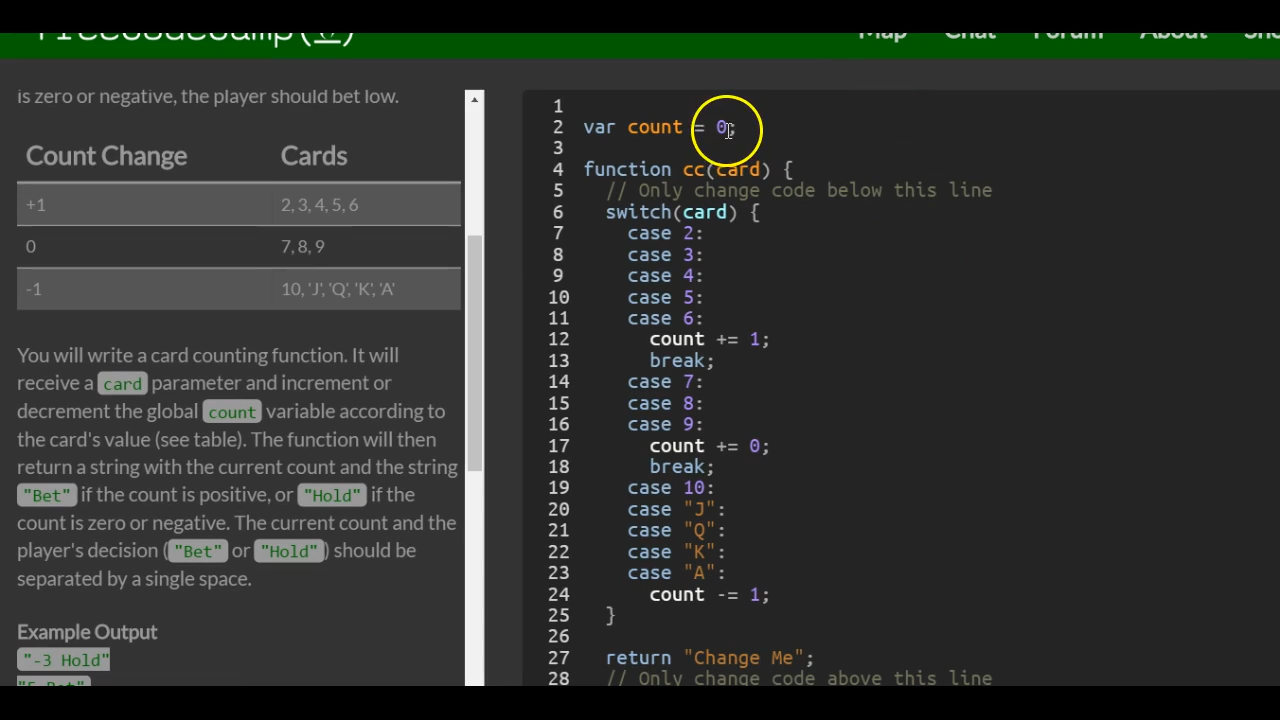 freeCodeCamp(🔥)
Map Chat Forum About
is zero or negative, the player should bet low.
Count Change Cards
+1 2, 3, 4, 5, 6
0 7, 8, 9
-1 10, 'J', 'Q', 'K', 'A'
You will write a card counting function. It will
receive a card parameter and increment or
decrement the global count variable according to
the card's value (see table). The function will then
return a string with the current count and the string
"Bet" if the count is positive, or "Hold" if the
count is zero or negative. The current count and the
player's decision ("Bet" or "Hold") should be
separated by a single space.
Example Output
"-3 Hold"
"5 Bet"
1
2 var count = 0;
3
4 function cc(card) {
5 // Only change code below this line
6 switch(card) {
7 case 2:
8 case 3:
9 case 4:
10 case 5:
11 case 6:
12 count += 1;
13 break;
14 case 7:
15 case 8:
16 case 9:
17 count += 0;
18 break;
19 case 10:
20 case "J":
21 case "Q":
22 case "K":
23 case "A":
24 count -= 1;
25 }
26
27 return "Change Me";
28 // Only change code above this line